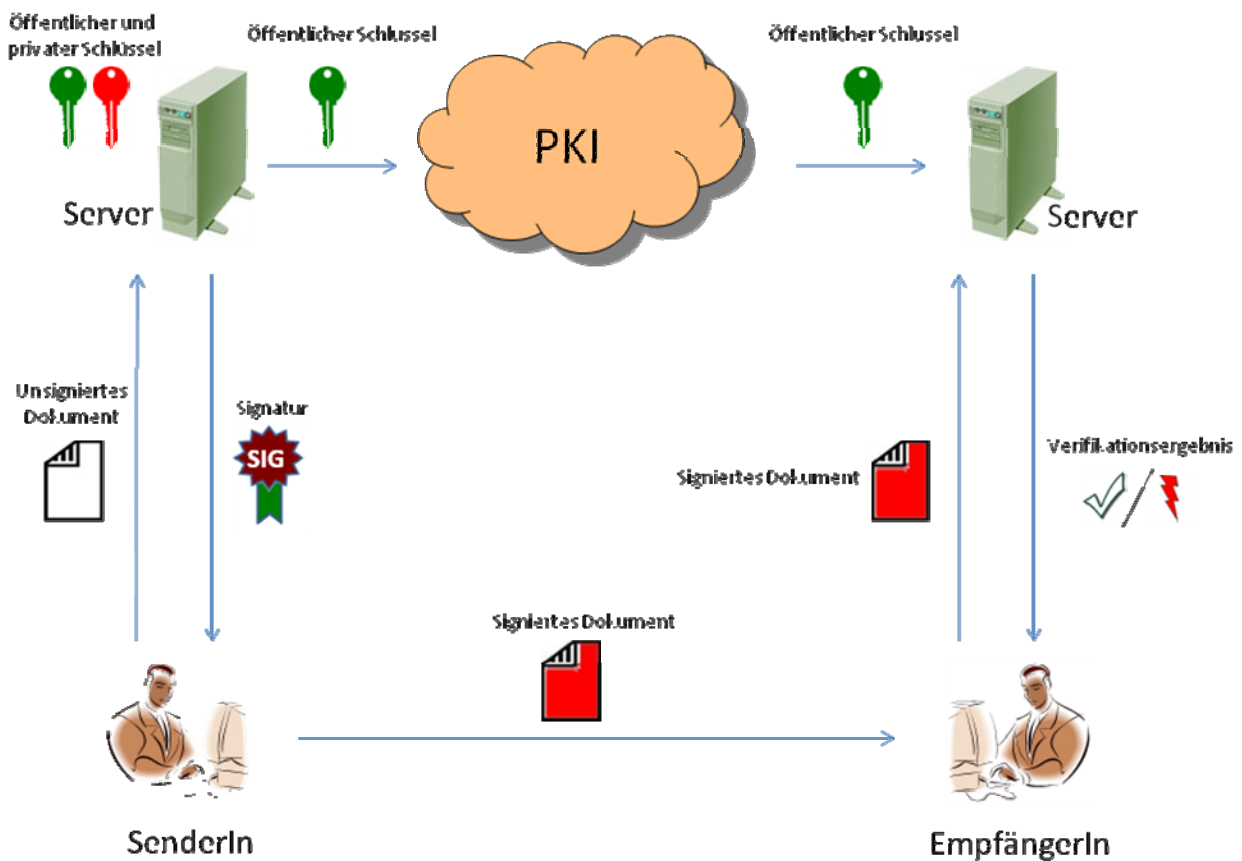 Öffentlicher und
privater Schlüssel
Öffentlicher Schlüssel
Öffentlicher Schlüssel
PKI
Server
Server
Unsigniertes
Dokument
Signatur
SIG
Signiertes Dokument
Verifikationsergebnis
Signiertes Dokument
SenderIn
EmpfängerIn